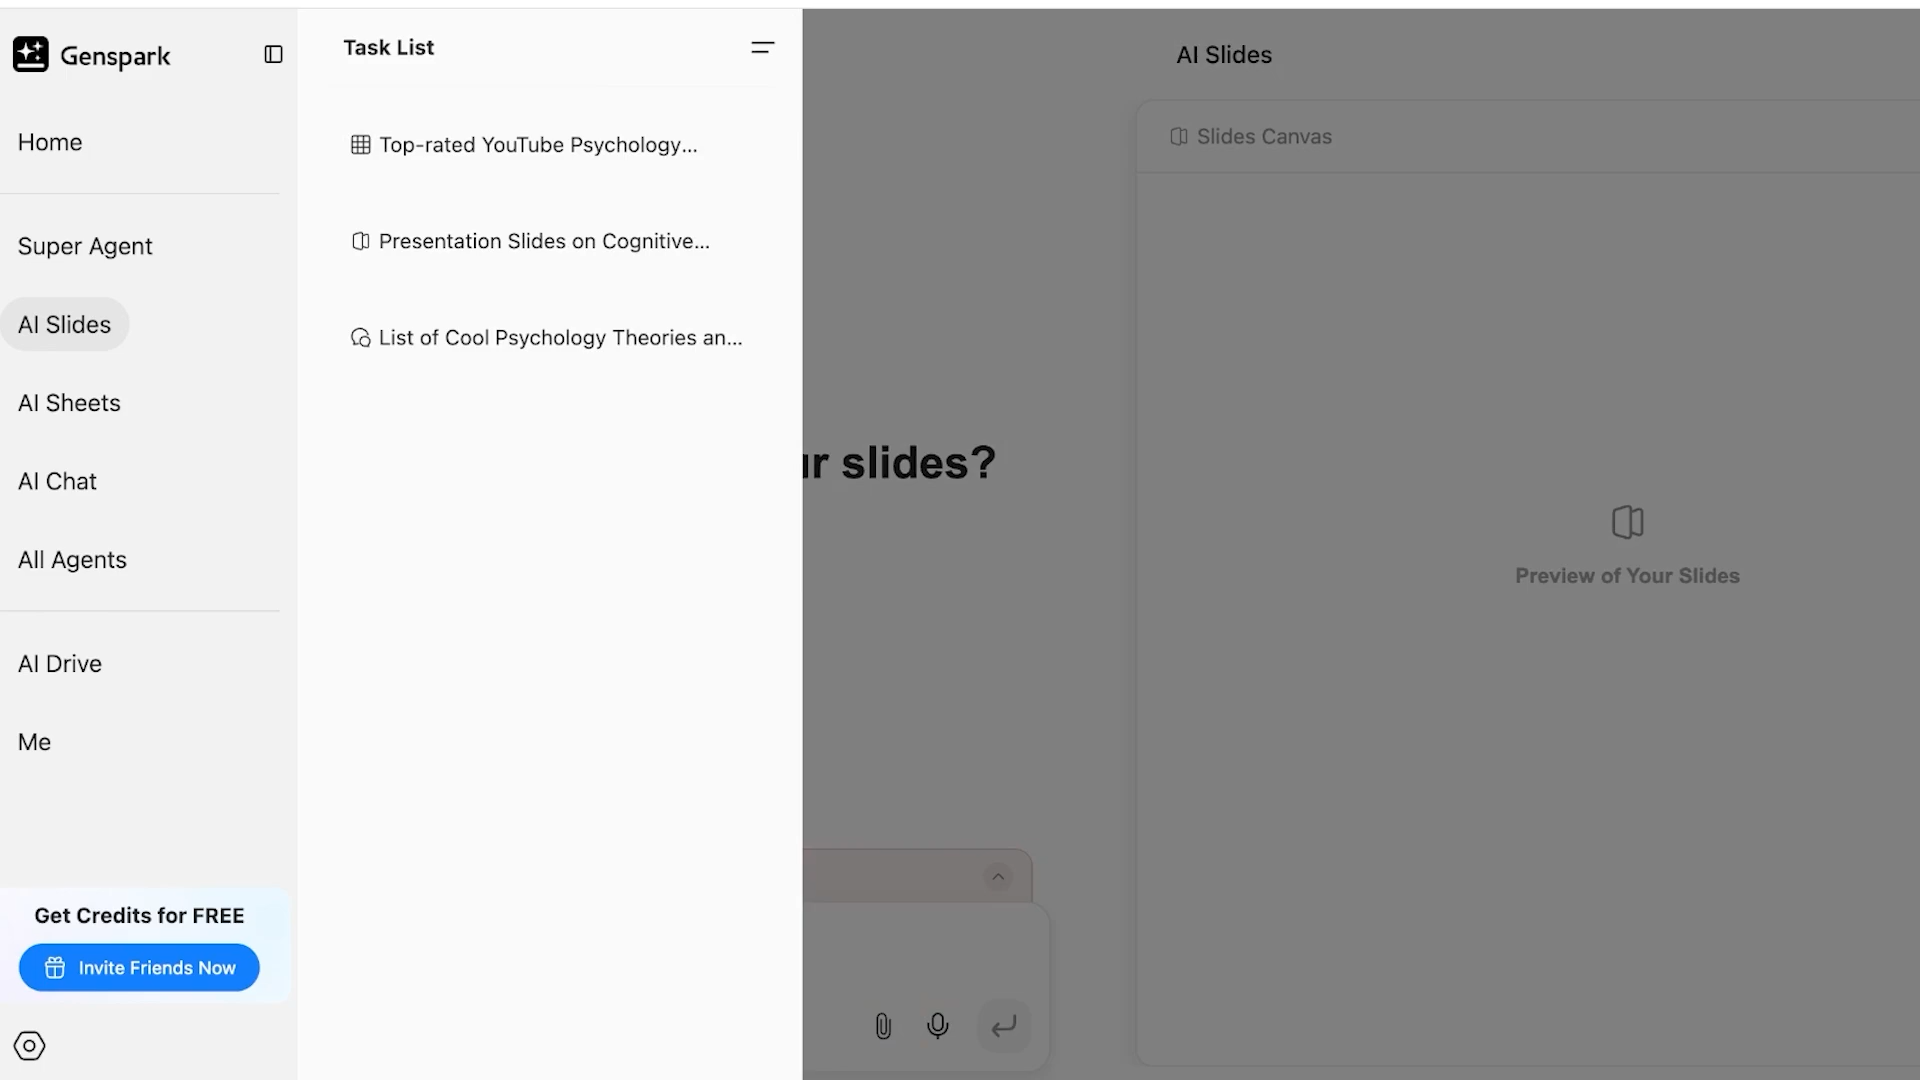 Genspark
Home
Super Agent
AI Slides
AI Sheets
AI Chat
All Agents
AI Drive
Me
Get Credits for FREE
Invite Friends Now
Task List
Top-rated YouTube Psychology...
Presentation Slides on Cognitive...
List of Cool Psychology Theories an...
slides?
AI Slides
Slides Canvas
Preview of Your Slides